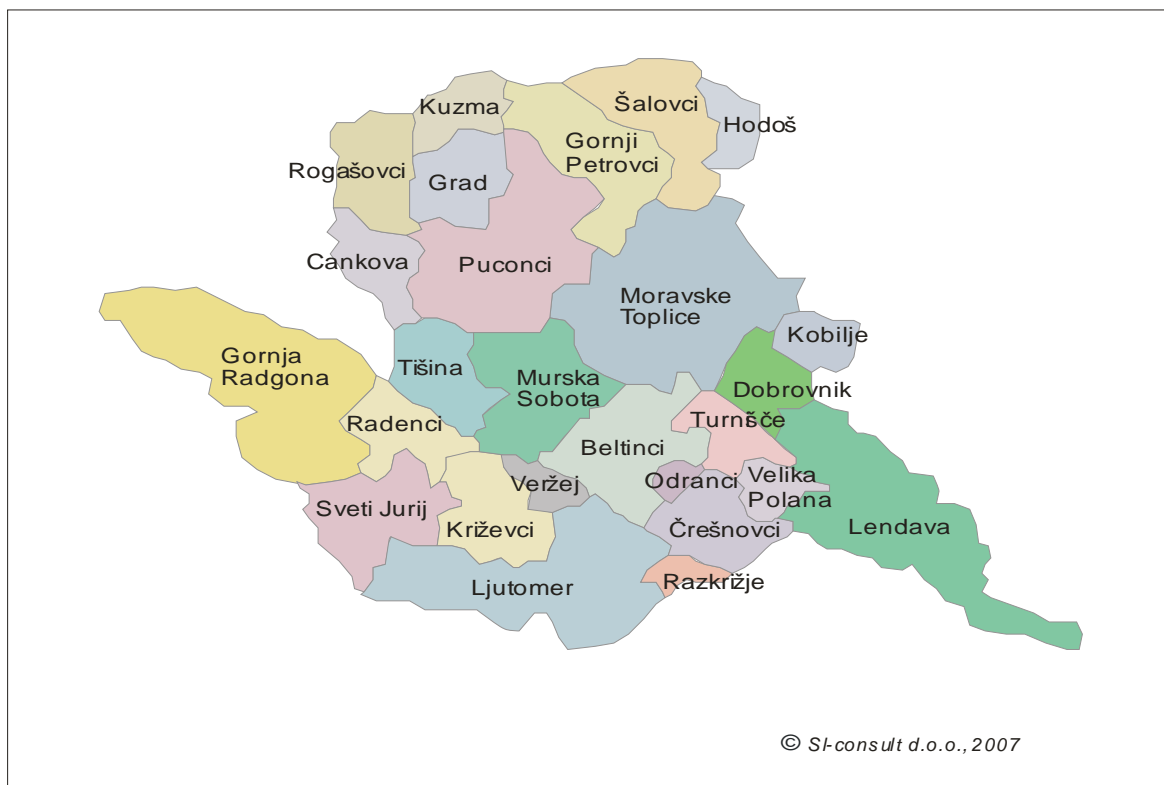 Kuzma
Šalovci
Hodoš
Gornji
Petrovci
Rogašovci
Grad
Cankova
Puconci
Moravske
Toplice
Kobilje
Gornja
Radgona
Tišina
Murska
Sobota
Dobrovnik
Radenci
Turnišče
Beltinci
Odranci
Velika
Polana
Veržej
Sveti Jurij
Križevci
Črešnovci
Lendava
Ljutomer
Razkrižje
© SI-consult d.o.o., 2007